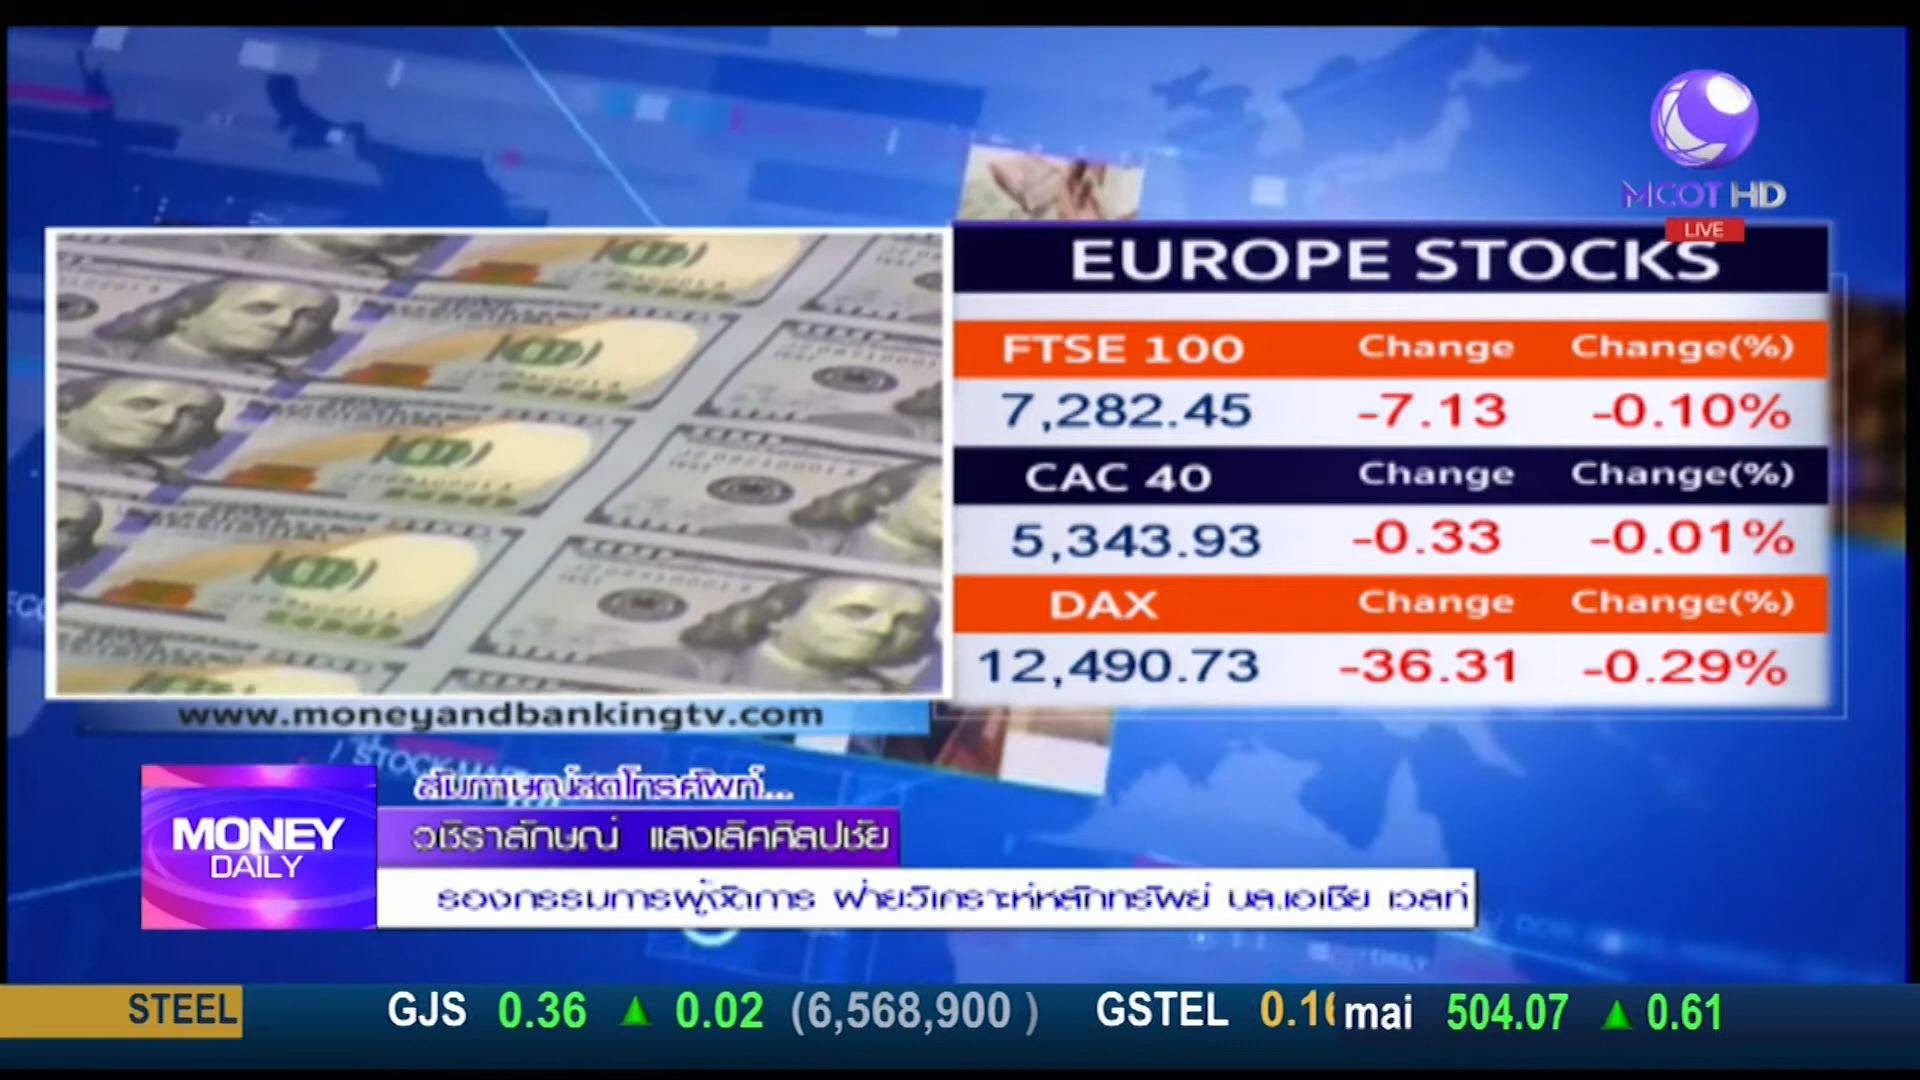 MCOT HD
LIVE
EUROPE STOCKS
FTSE 100 Change Change(%)
7,282.45 -7.13 -0.10%
CAC 40 Change Change(%)
5,343.93 -0.33 -0.01%
DAX Change Change(%)
12,490.73 -36.31 -0.29%
www.moneyandbankingtv.com
สัมภาษณ์สดโทรศัพท์...
MONEY
DAILY
วชิราลักษณ์ แสงเลิศศิลปชัย
รองกรรมการผู้จัดการ ฝ่ายวิเคราะห์หลักทรัพย์ บล.เอเชีย เวลท์
STEEL GJS 0.36 ▲ 0.02 (6,568,900 ) GSTEL 0.16 mai 504.07 ▲ 0.61